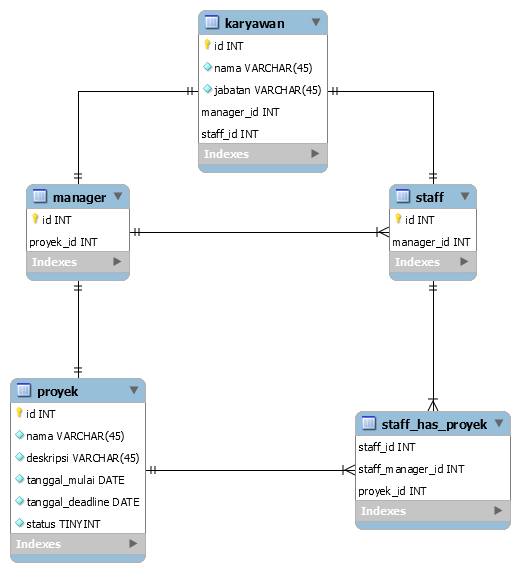 karyawan
id INT
nama VARCHAR(45)
jabatan VARCHAR(45)
manager_id INT
staff_id INT
Indexes
manager
id INT
proyek_id INT
Indexes
staff
id INT
manager_id INT
Indexes
proyek
id INT
nama VARCHAR(45)
deskripsi VARCHAR(45)
tanggal_mulai DATE
tanggal_deadline DATE
status TINYINT
Indexes
staff_has_proyek
staff_id INT
staff_manager_id INT
proyek_id INT
Indexes